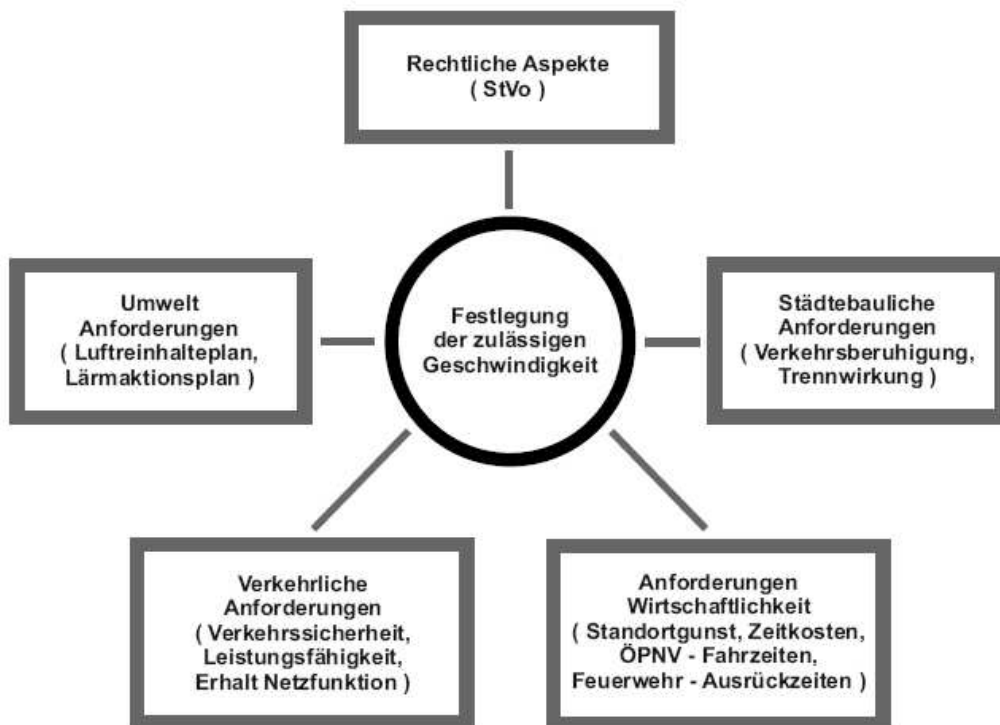 Rechtliche Aspekte
( StVo )
Umwelt
Anforderungen
( Luftreinhalteplan,
Lärmaktionsplan )
Festlegung
der zulässigen
Geschwindigkeit
Städtebauliche
Anforderungen
( Verkehrsberuhigung,
Trennwirkung )
Verkehrliche
Anforderungen
( Verkehrssicherheit,
Leistungsfähigkeit,
Erhalt Netzfunktion )
Anforderungen
Wirtschaftlichkeit
( Standortgunst, Zeitkosten,
ÖPNV - Fahrzeiten,
Feuerwehr - Ausrückzeiten )